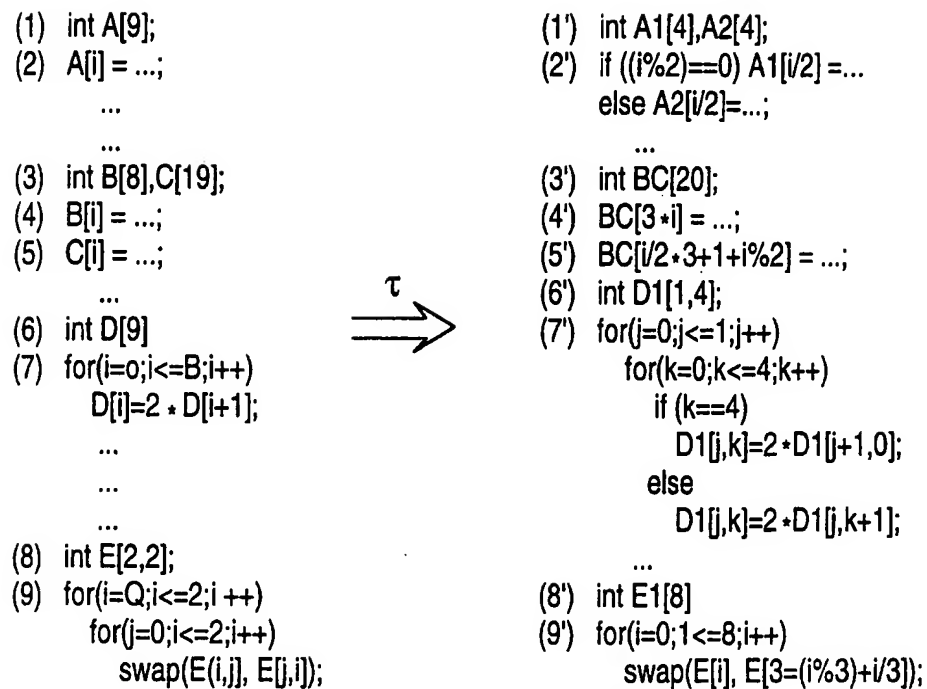 (1) int A[9];
(2) A[i] = ...;
...
...
(3) int B[8],C[19];
(4) B[i] = ...;
(5) C[i] = ...;
...
(6) int D[9]
(7) for(i=o;i<=B;i++)
D[i]=2 * D[i+1];
...
...
...
(8) int E[2,2];
(9) for(i=Q;i<=2;i ++)
for(j=0;i<=2;i++)
swap(E(i,j], E[j,i]);
τ
(1') int A1[4],A2[4];
(2') if ((i%2)==0) A1[i/2] =...
else A2[i/2]=...;
...
(3') int BC[20];
(4') BC[3*i] = ...;
(5') BC[i/2*3+1+i%2] = ...;
(6') int D1[1,4];
(7') for(j=0;j<=1;j++)
for(k=0;k<=4;k++)
if (k==4)
D1[j,k]=2*D1[j+1,0];
else
D1[j,k]=2*D1[j,k+1];
...
(8') int E1[8]
(9') for(i=0;1<=8;i++)
swap(E[i], E[3=(i%3)+i/3]);